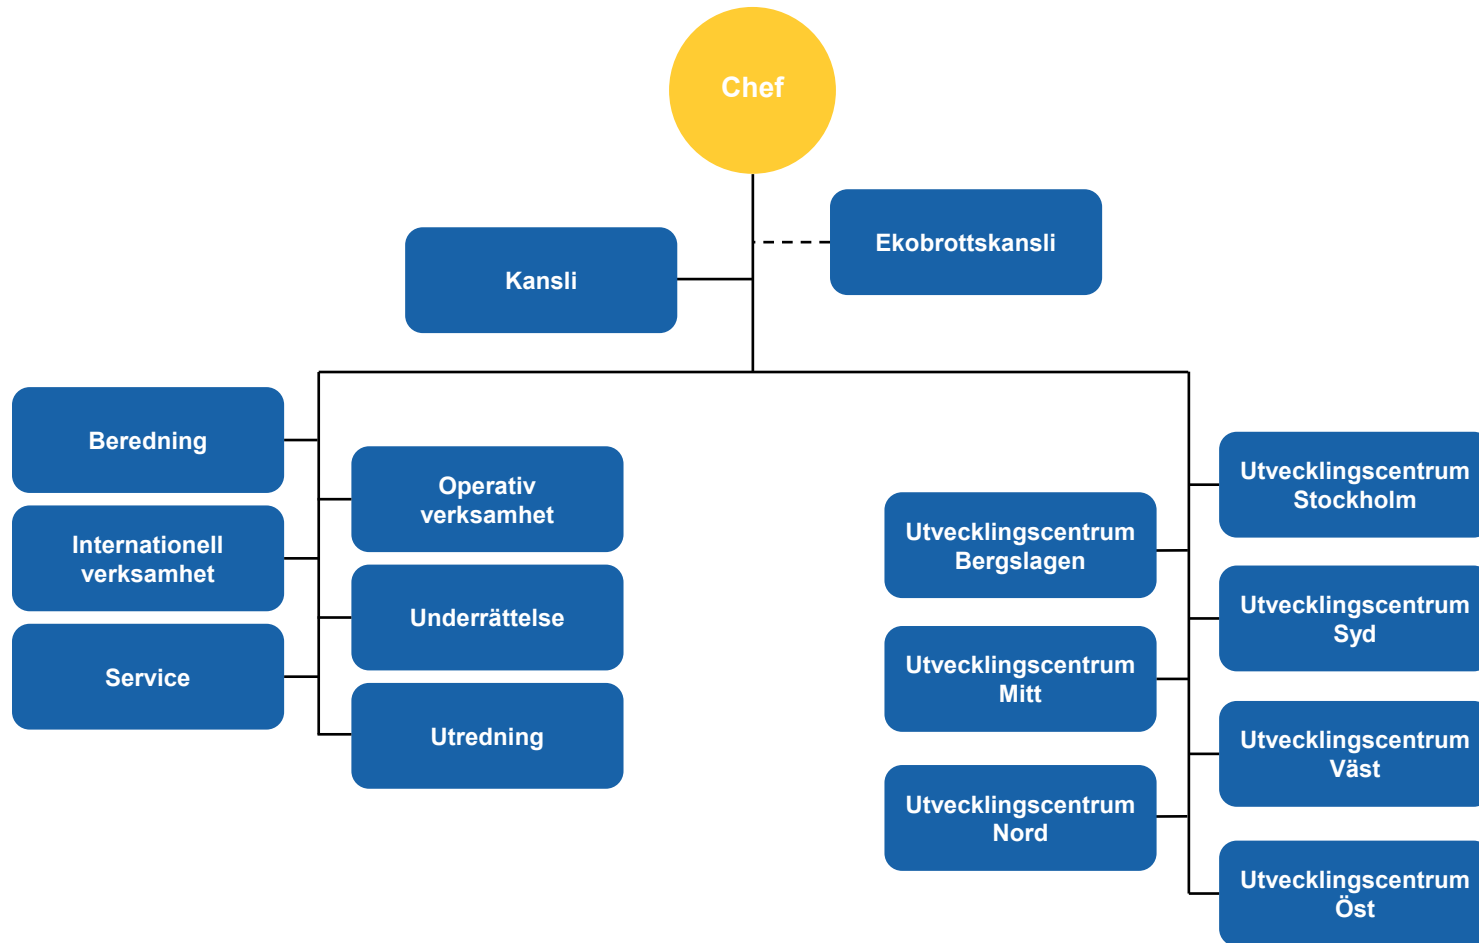 Chef
Ekobrottskansli
Kansli
Beredning
Operativ
verksamhet
Internationell
verksamhet
Underrättelse
Service
Utredning
Utvecklingscentrum
Stockholm
Utvecklingscentrum
Bergslagen
Utvecklingscentrum
Syd
Utvecklingscentrum
Mitt
Utvecklingscentrum
Väst
Utvecklingscentrum
Nord
Utvecklingscentrum
Öst